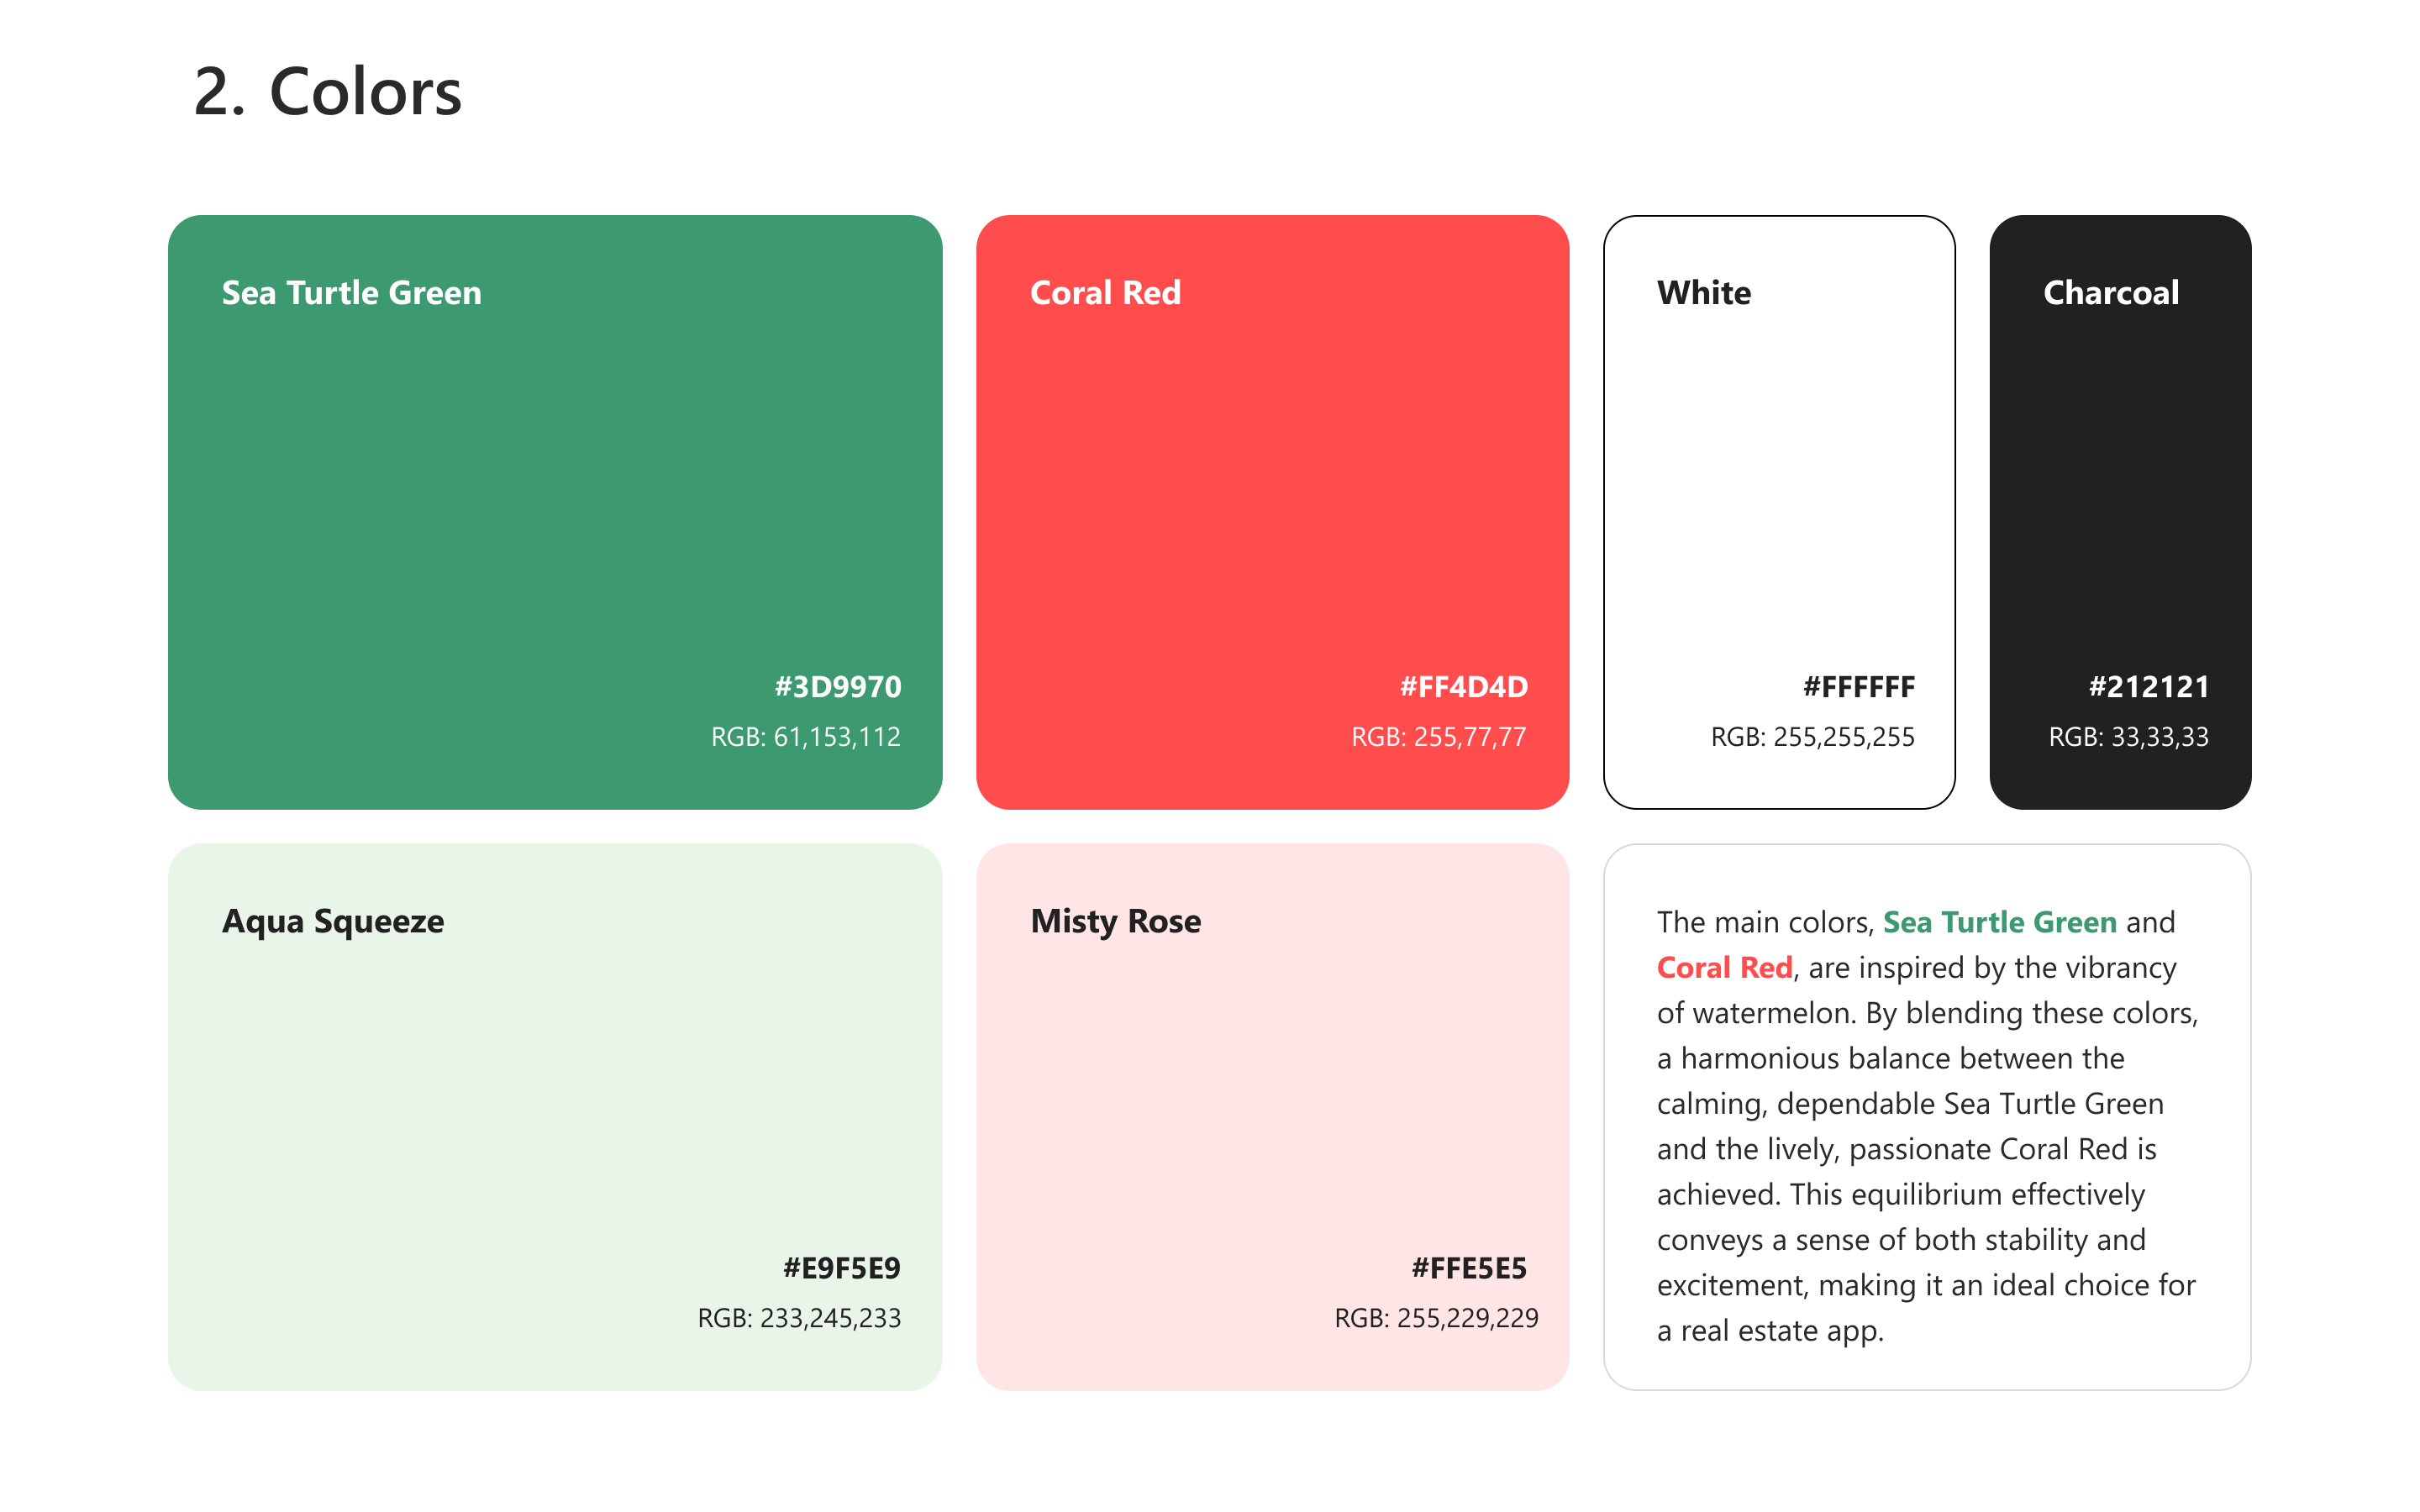 2. Colors
Sea Turtle Green
#3D9970
RGB: 61,153,112
Coral Red
#FF4D4D
RGB: 255,77,77
White
#FFFFFF
RGB: 255,255,255
Charcoal
#212121
RGB: 33,33,33
Aqua Squeeze
#E9F5E9
RGB: 233,245,233
Misty Rose
#FFE5E5
RGB: 255,229,229
The main colors, Sea Turtle Green and
Coral Red, are inspired by the vibrancy
of watermelon. By blending these colors,
a harmonious balance between the
calming, dependable Sea Turtle Green
and the lively, passionate Coral Red is
achieved. This equilibrium effectively
conveys a sense of both stability and
excitement, making it an ideal choice for
a real estate app.